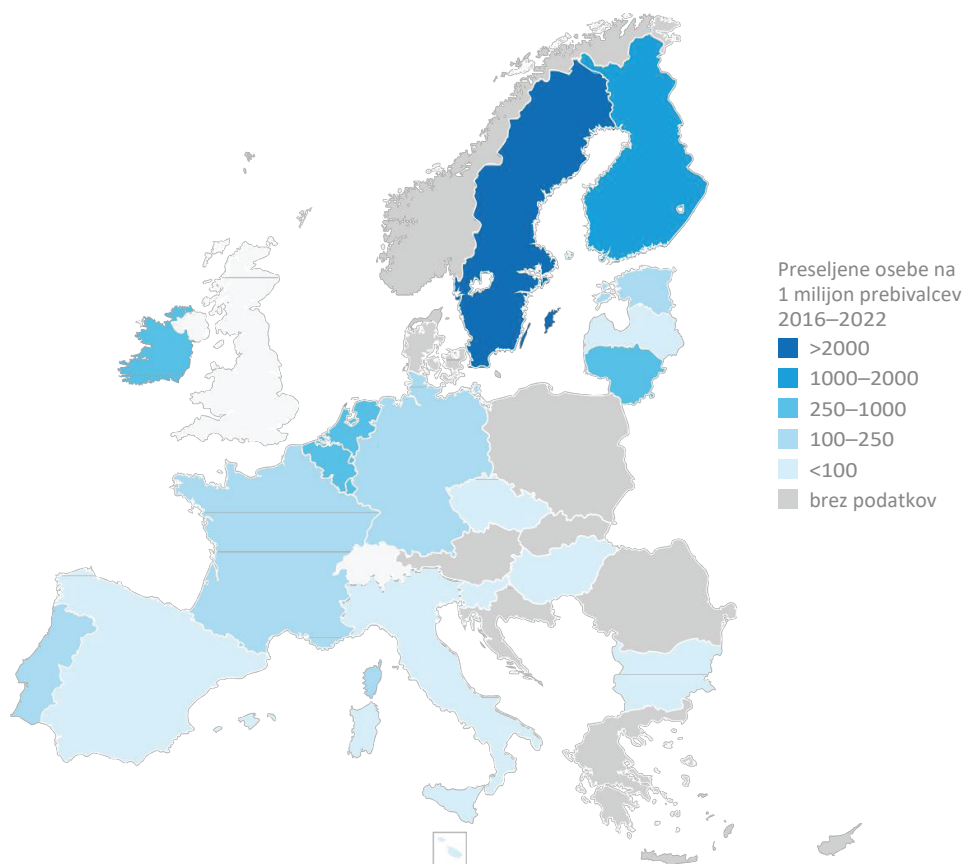 Preseljene osebe na
1 milijon prebivalcev
2016–2022
>2000
1000–2000
250–1000
100–250
<100
brez podatkov